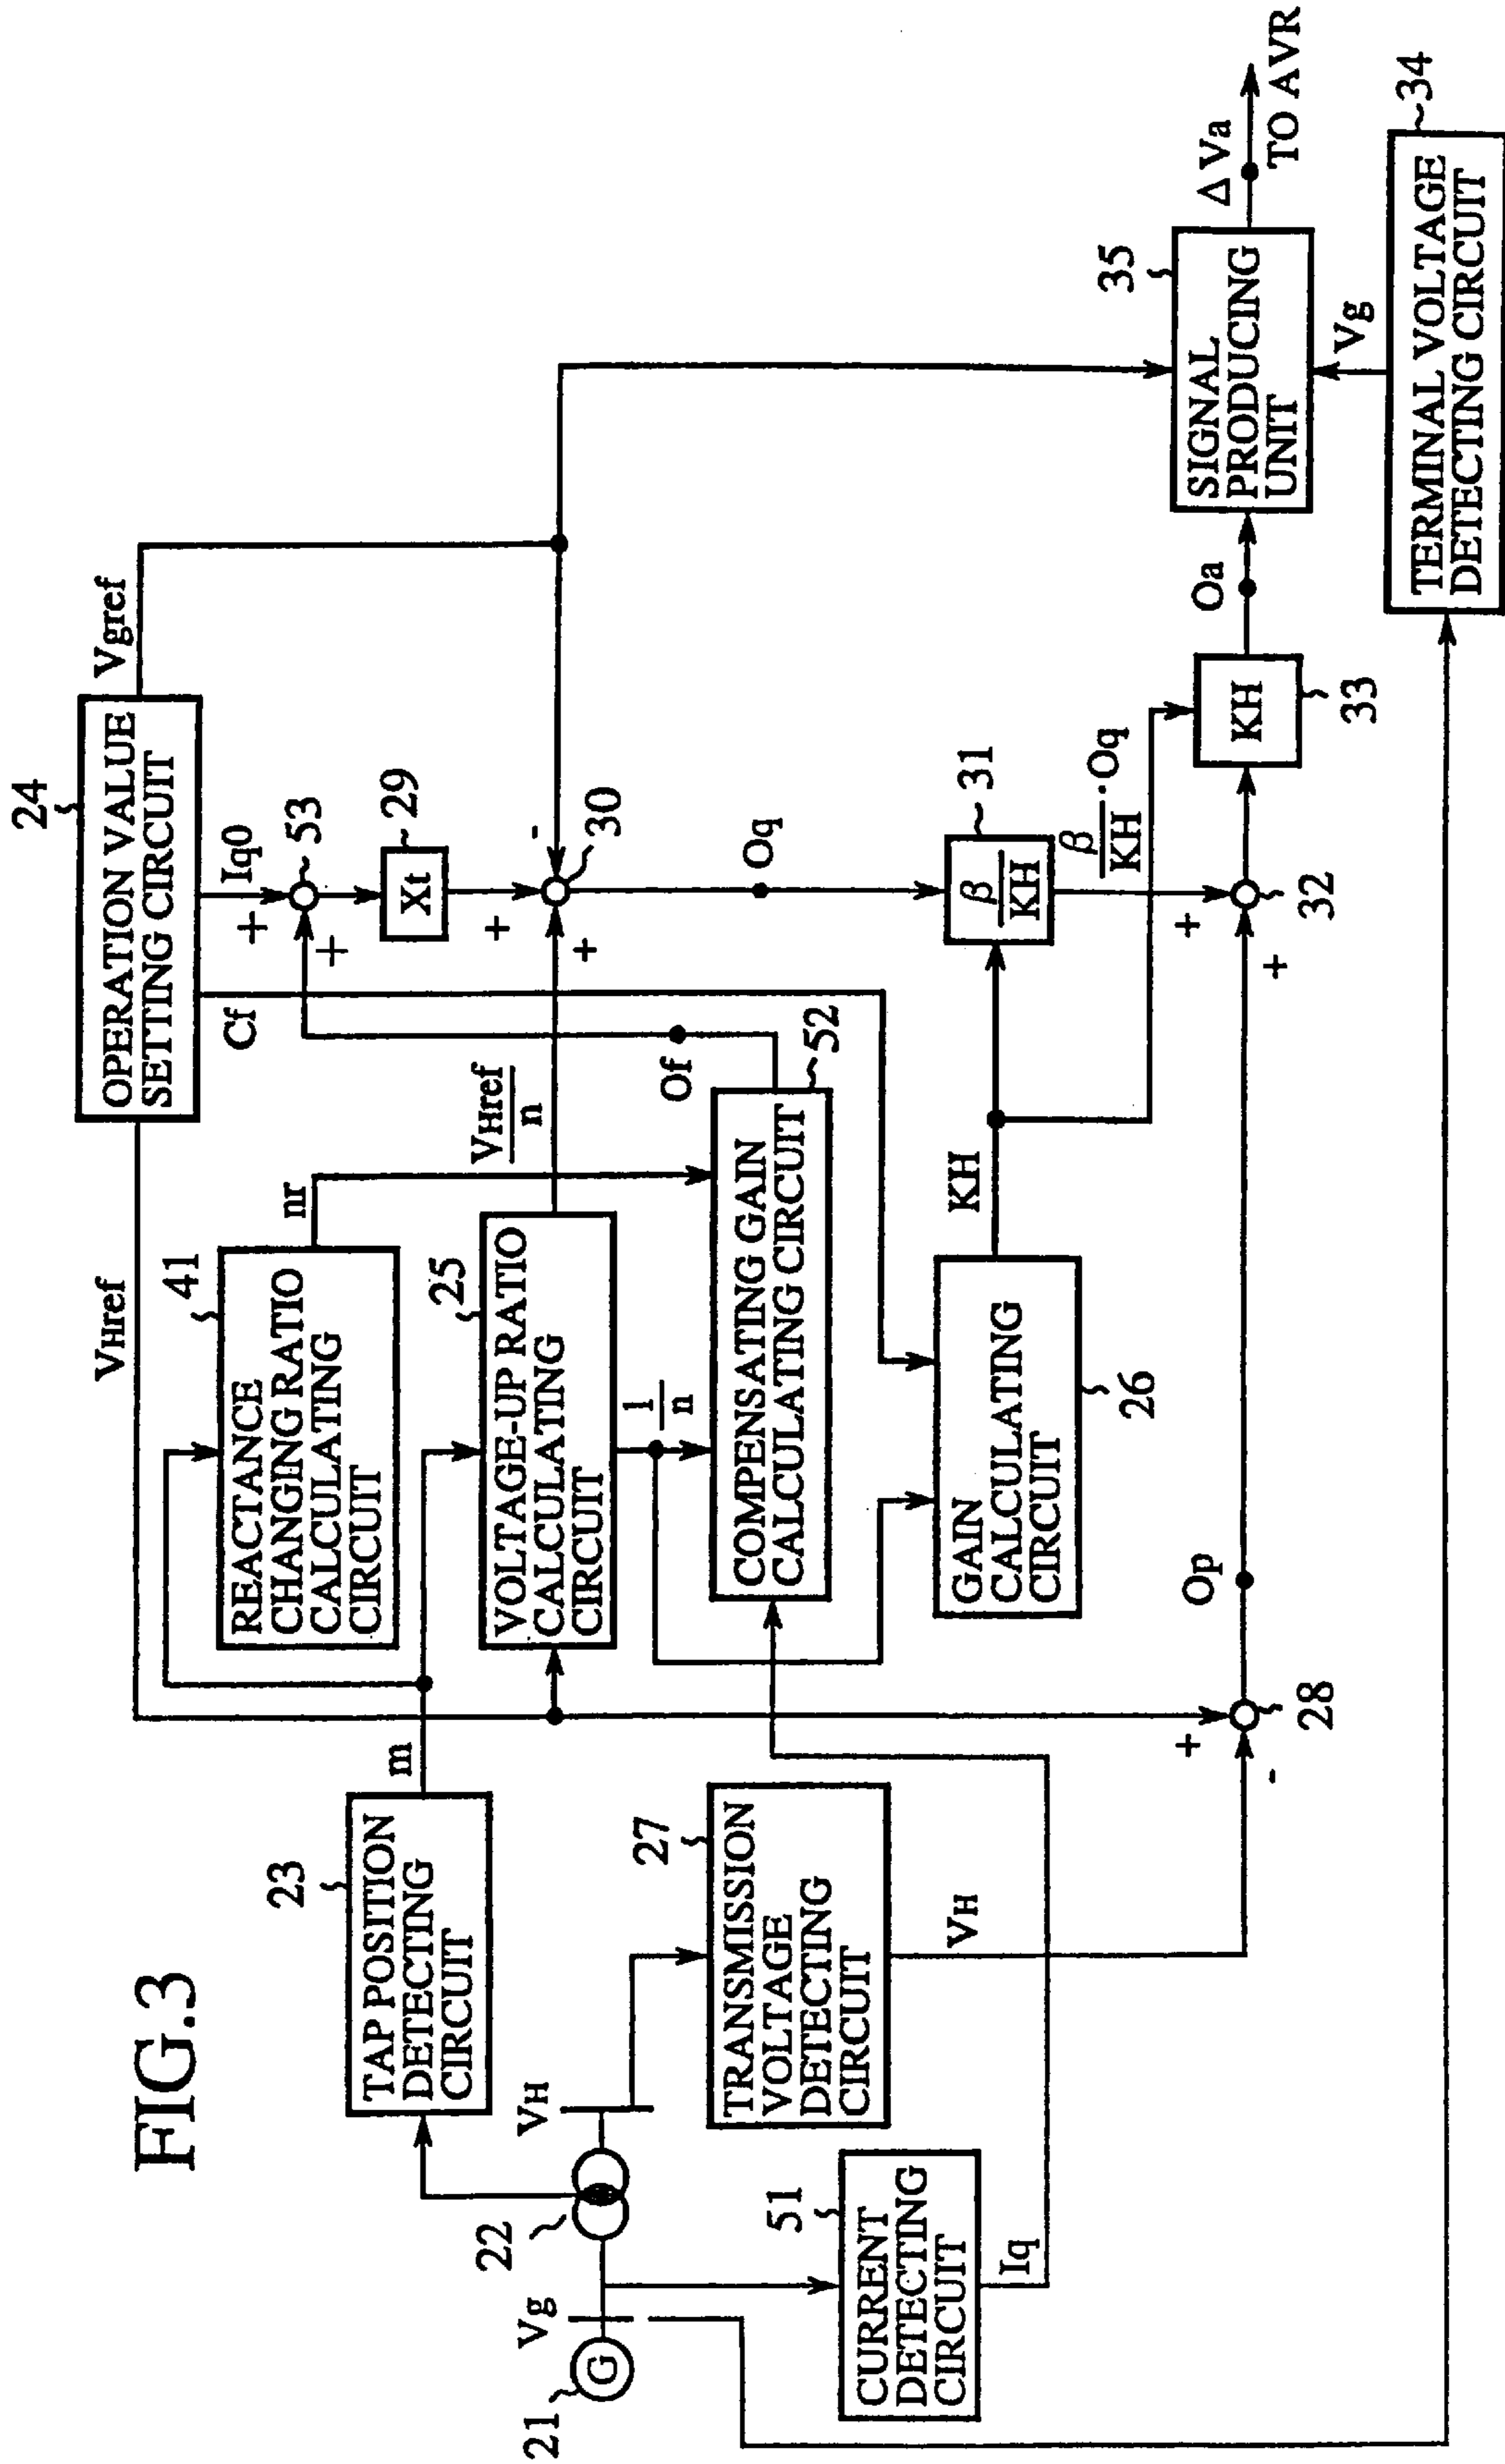 FIG.3
24
OPERATION VALUE
SETTING CIRCUIT
VHref
Vgref
Cf
Iq0
+
+
53
Xt
29
+
-
+
30
41
REACTANCE
CHANGING RATIO
CALCULATING
CIRCUIT
nr
23
TAP POSITION
DETECTING
CIRCUIT
m
25
VOLTAGE-UP RATIO
CALCULATING
CIRCUIT
VHref
n
1
n
Of
Oq
21
G
Vg
22
VH
27
TRANSMISSION
VOLTAGE
DETECTING
CIRCUIT
VH
52
COMPENSATING GAIN
CALCULATING CIRCUIT
51
CURRENT
DETECTING
CIRCUIT
Iq
GAIN
CALCULATING
CIRCUIT
26
KH
β
KH
31
β
KH
·Oq
+
-
28
Op
+
+
32
KH
33
Oa
35
SIGNAL
PRODUCING
UNIT
ΔVa
TO AVR
Vg
34
TERMINAL VOLTAGE
DETECTING CIRCUIT